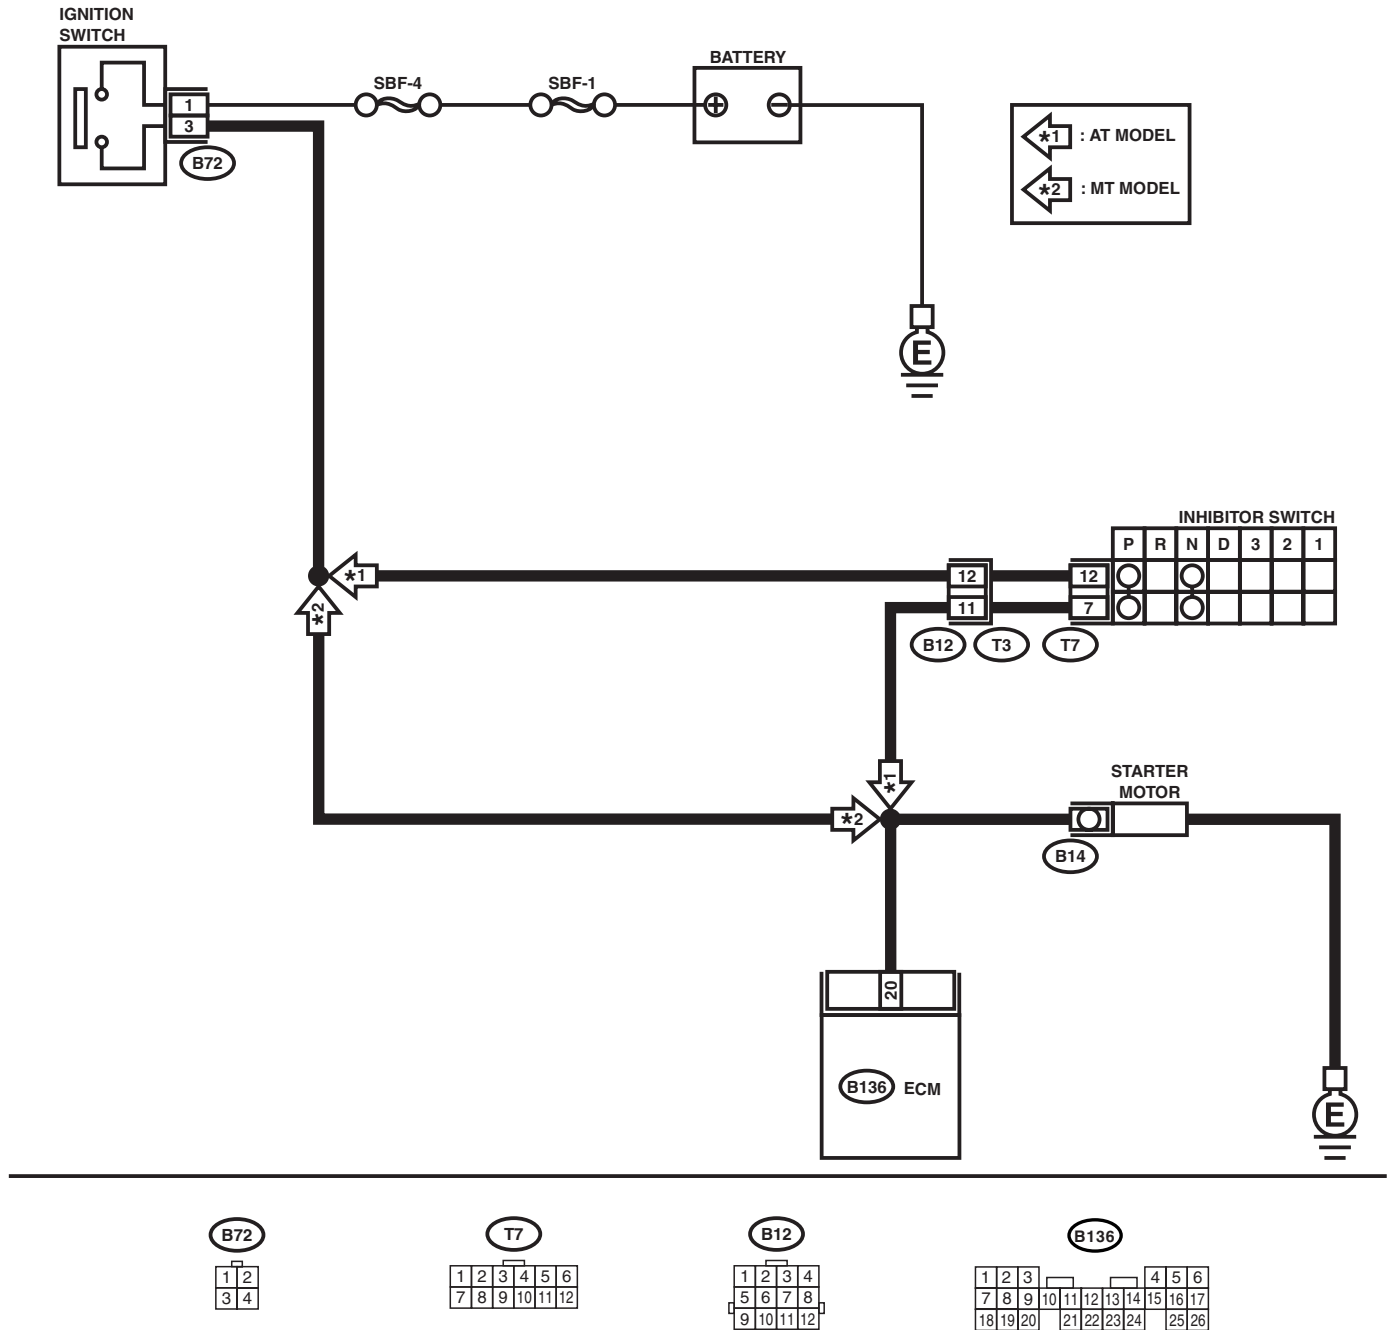 IGNITION
SWITCH
SBF-4
SBF-1
BATTERY
1
3
B72
*1 : AT MODEL
*2 : MT MODEL
E
INHIBITOR SWITCH
P R N D 3 2 1
*1
12
12
11
7
*2
B12
T3
T7
*1
STARTER
MOTOR
*2
B14
20
B136 ECM
E
B72
T7
B12
B136
1 2
3 4
1 2 3 4 5 6
7 8 9 10 11 12
1 2 3 4
5 6 7 8
9 10 11 12
1 2 3 4 5 6
7 8 9 10 11 12 13 14 15 16 17
18 19 20 21 22 23 24 25 26